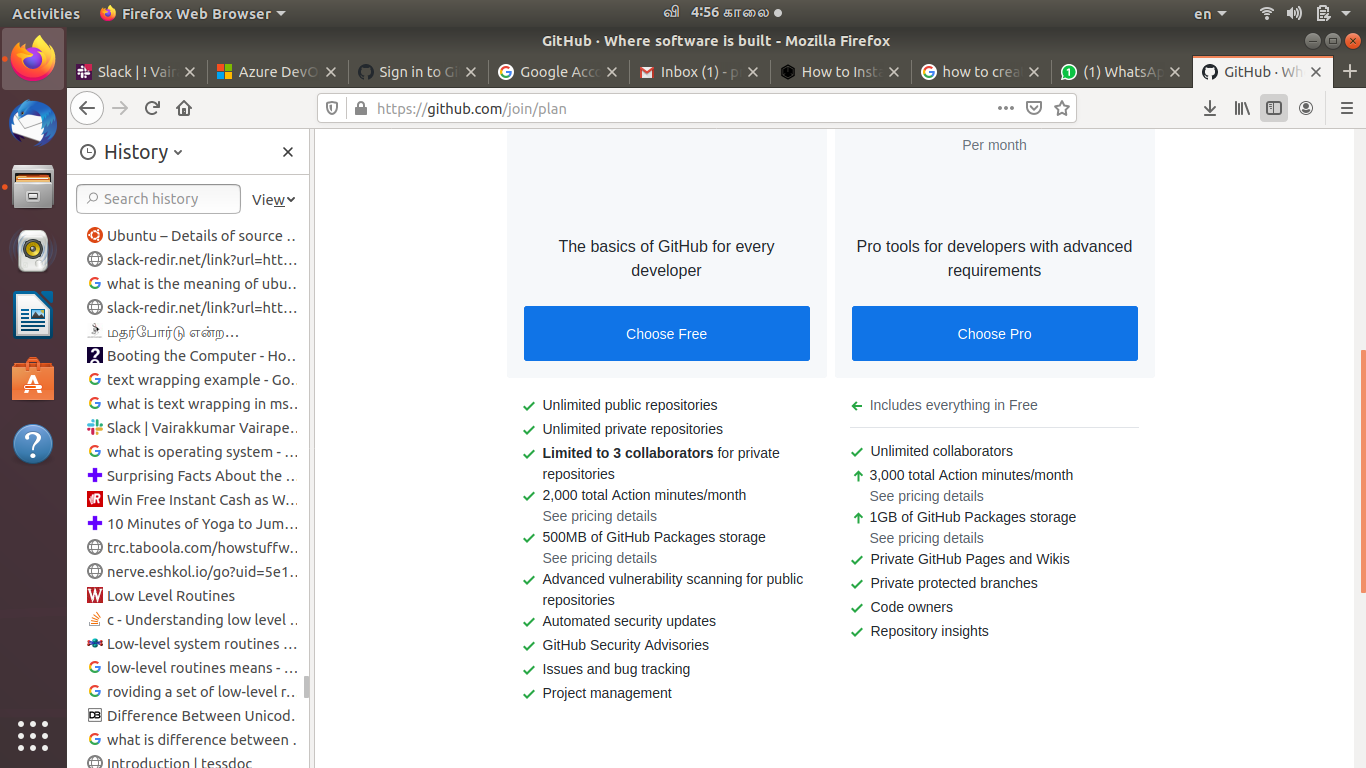 Activities
Firefox Web Browser
வி 4:56 காலை
en
GitHub · Where software is built - Mozilla Firefox
Slack | ! Vair
Azure DevO
Sign in to Gi
Google Acco
Inbox (1) - p
How to Insta
how to crea
(1) WhatsAp
GitHub · Wh
https://github.com/join/plan
History
Search history
View
Ubuntu – Details of source …
slack-redir.net/link?url=htt…
what is the meaning of ubu…
slack-redir.net/link?url=htt…
மதர்போர்டு என்ற…
Booting the Computer - Ho…
text wrapping example - Go…
what is text wrapping in ms…
Slack | Vairakkumar Vairape…
what is operating system - …
Surprising Facts About the …
Win Free Instant Cash as W…
10 Minutes of Yoga to Jum…
trc.taboola.com/howstuffw…
nerve.eshkol.io/go?uid=5e1…
Low Level Routines
c - Understanding low level …
Low-level system routines …
low-level routines means - …
roviding a set of low-level r…
Difference Between Unicod…
what is difference between …
Introduction | tessdoc
The basics of GitHub for every
developer
Choose Free
Unlimited public repositories
Unlimited private repositories
Limited to 3 collaborators for private
repositories
2,000 total Action minutes/month
See pricing details
500MB of GitHub Packages storage
See pricing details
Advanced vulnerability scanning for public
repositories
Automated security updates
GitHub Security Advisories
Issues and bug tracking
Project management
Per month
Pro tools for developers with advanced
requirements
Choose Pro
Includes everything in Free
Unlimited collaborators
3,000 total Action minutes/month
See pricing details
1GB of GitHub Packages storage
See pricing details
Private GitHub Pages and Wikis
Private protected branches
Code owners
Repository insights